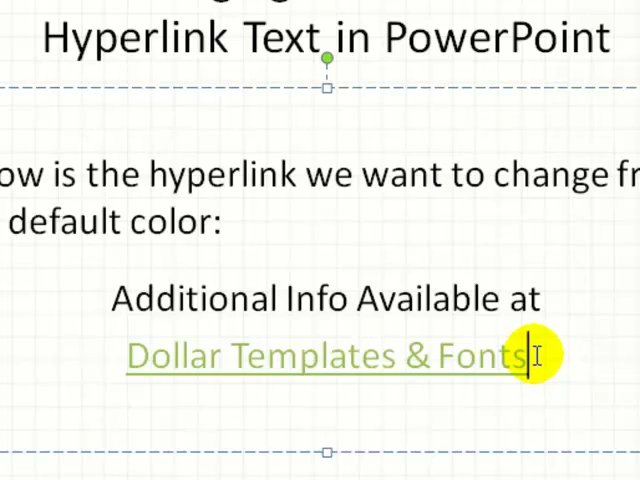 Hyperlink Text in PowerPoint
ow is the hyperlink we want to change fr
default color:
Additional Info Available at
Dollar Templates & Fonts